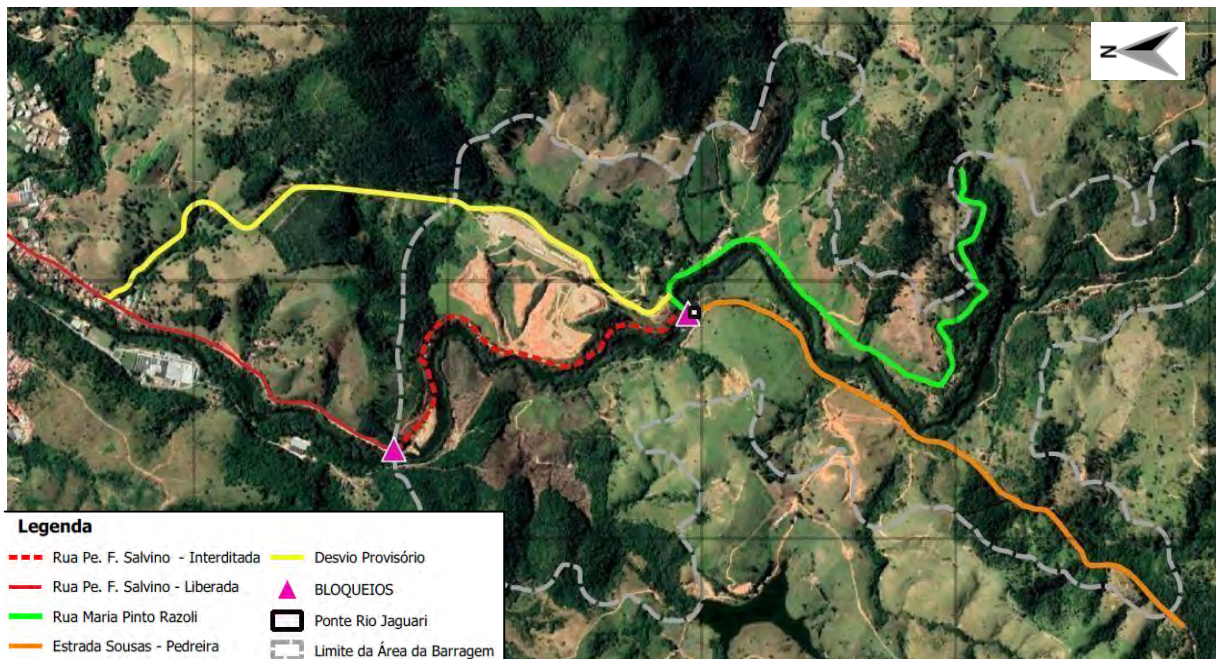 N
Legenda
Rua Pe. F. Salvino - Interditada
Rua Pe. F. Salvino - Liberada
Rua Maria Pinto Razoli
Estrada Sousas - Pedreira
Desvio Provisório
BLOQUEIOS
Ponte Rio Jaguari
Limite da Área da Barragem